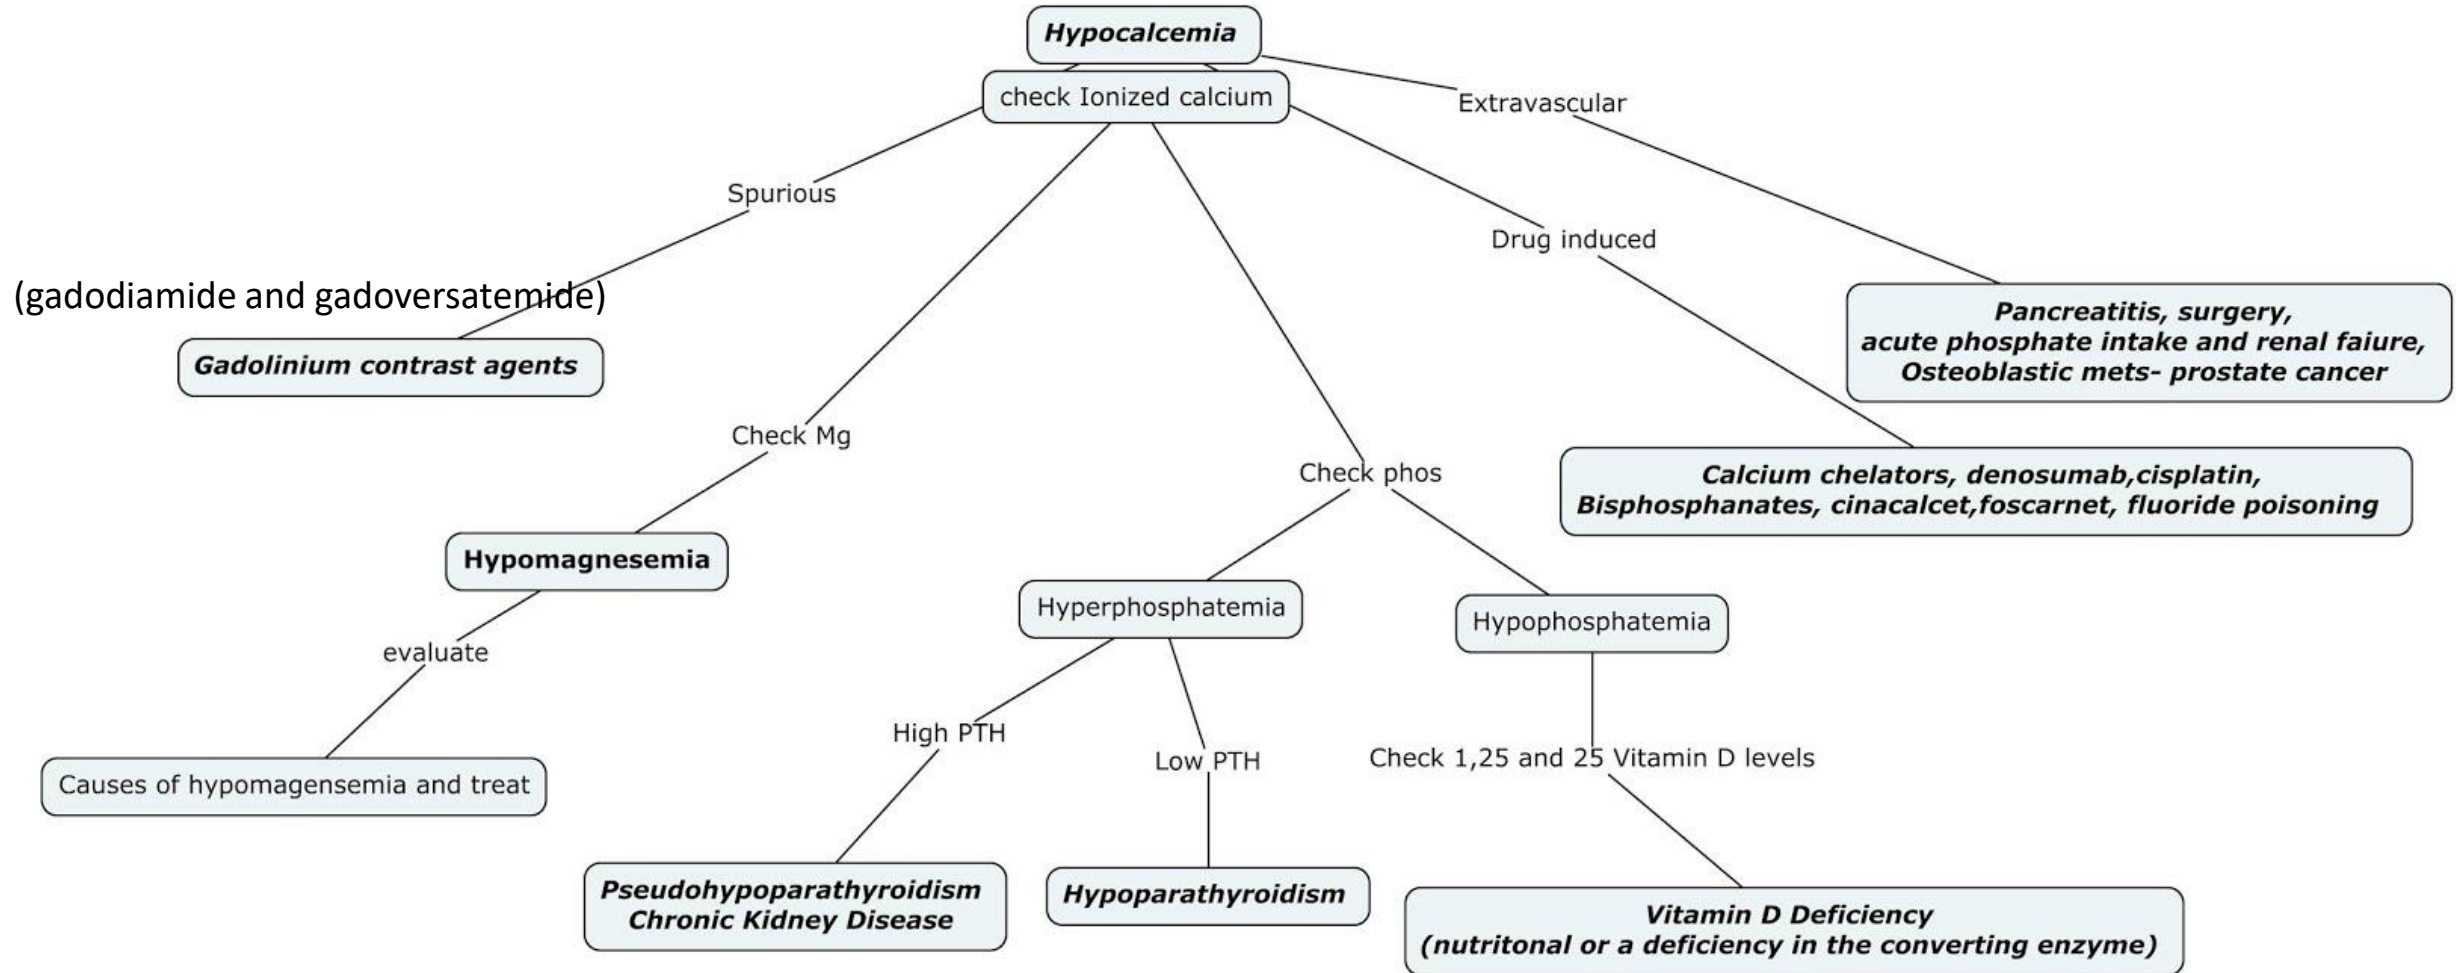 Hypocalcemia
check Ionized calcium
Extravascular
Spurious
Drug induced
(gadodiamide and gadoversatemide)
Gadolinium contrast agents
Pancreatitis, surgery,
acute phosphate intake and renal faiure,
Osteoblastic mets- prostate cancer
Check Mg
Check phos
Calcium chelators, denosumab,cisplatin,
Bisphosphanates, cinacalcet,foscarnet, fluoride poisoning
Hypomagnesemia
Hyperphosphatemia
Hypophosphatemia
evaluate
High PTH
Low PTH
Check 1,25 and 25 Vitamin D levels
Causes of hypomagensemia and treat
Pseudohypoparathyroidism
Chronic Kidney Disease
Hypoparathyroidism
Vitamin D Deficiency
(nutritonal or a deficiency in the converting enzyme)